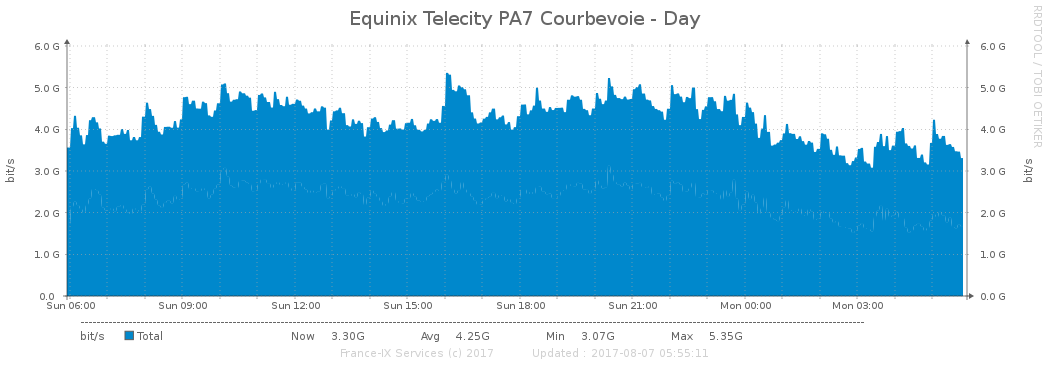 Equinix Telecity PA7 Courbevoie - Day
RRDTOOL / TOBI OETIKER
6.0 G 6.0 G
5.0 G 5.0 G
4.0 G 4.0 G
3.0 G 3.0 G
2.0 G 2.0 G
1.0 G 1.0 G
0.0 0.0 G
bit/s bit/s
Sun 06:00 Sun 09:00 Sun 12:00 Sun 15:00 Sun 18:00 Sun 21:00 Mon 00:00 Mon 03:00
bit/s Total Now 3.30G Avg 4.25G Min 3.07G Max 5.35G
France-IX Services (c) 2017 Updated : 2017-08-07 05:55:11